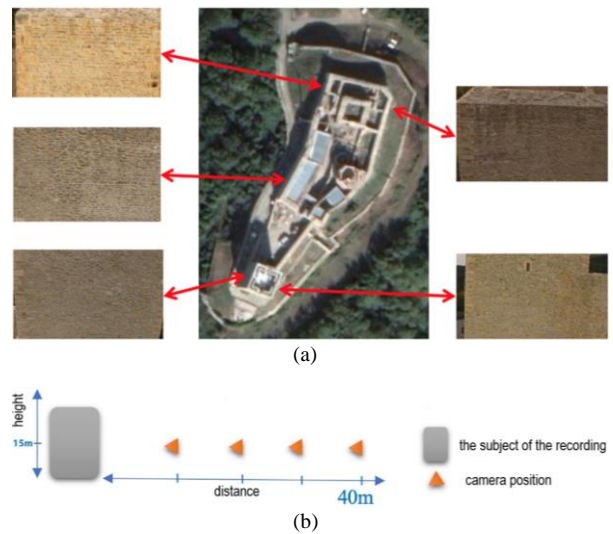 (a)
height
15m
the subject of the recording
camera position
distance
40m
(b)